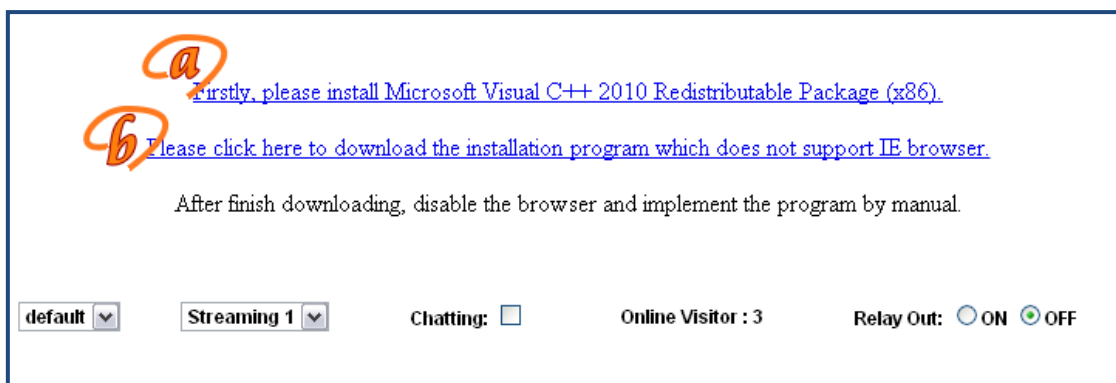 a
Firstly, please install Microsoft Visual C++ 2010 Redistributable Package (x86).
b
Please click here to download the installation program which does not support IE browser.
After finish downloading, disable the browser and implement the program by manual.
default Streaming 1 Chatting: Online Visitor : 3 Relay Out: ON OFF